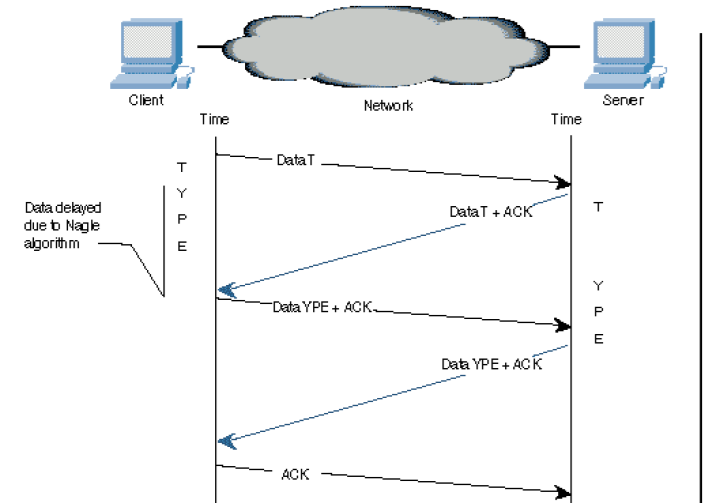 Client
Network
Server
Time
Time
T
Y
P
E
Data T
Data T + ACK
T
Data delayed
due to Nagle
algorithm
Data YPE + ACK
Y
P
E
Data YPE + ACK
ACK